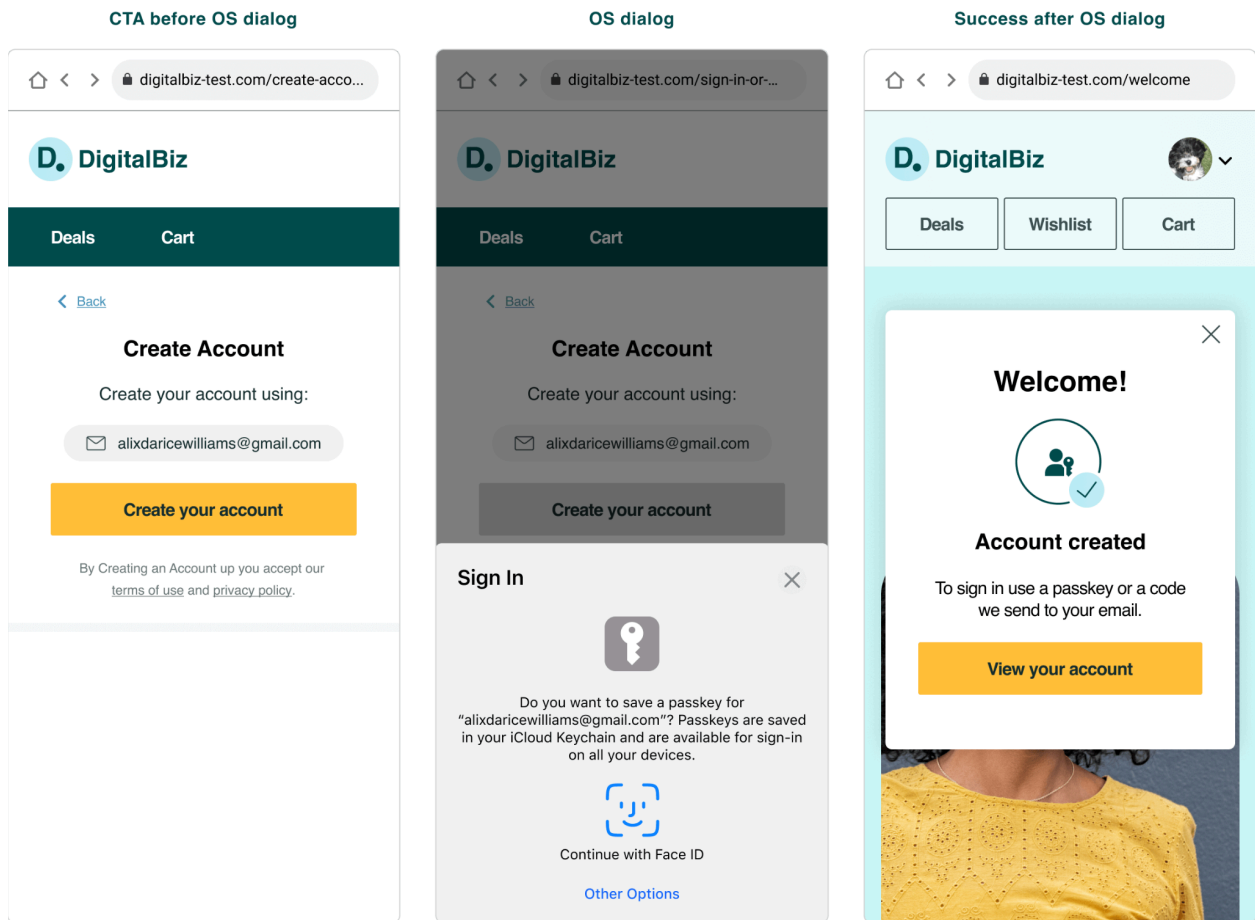 CTA before OS dialog
digitalbiz-test.com/create-acco...
D. DigitalBiz
Deals Cart
Back
Create Account
Create your account using:
alixdaricewilliams@gmail.com
Create your account
By Creating an Account up you accept our
terms of use and privacy policy.
OS dialog
digitalbiz-test.com/sign-in-or-...
D. DigitalBiz
Deals Cart
Back
Create Account
Create your account using:
alixdaricewilliams@gmail.com
Create your account
Sign In
Do you want to save a passkey for
“alixdaricewilliams@gmail.com”? Passkeys are saved
in your iCloud Keychain and are available for sign-in
on all your devices.
Continue with Face ID
Other Options
Success after OS dialog
digitalbiz-test.com/welcome
D. DigitalBiz
Deals Wishlist Cart
Welcome!
Account created
To sign in use a passkey or a code
we send to your email.
View your account